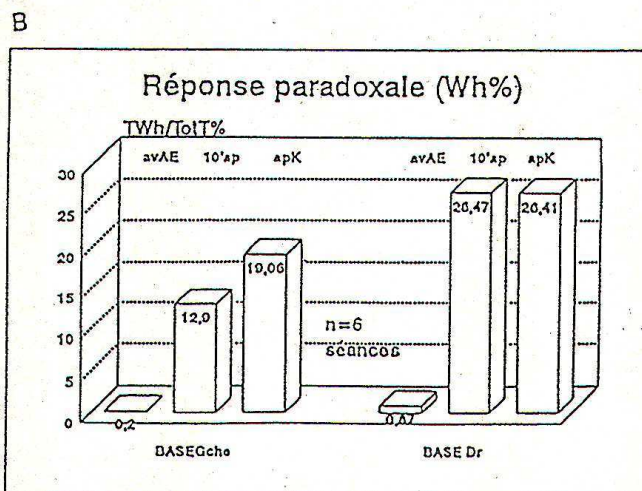 B
Réponse paradoxale (Wh%)
TWh/TotT%
avAE 10'ap apK avAE 10'ap apK
30
25
20
15
10
5
0
0,2
12,9
19,06
n=6
séances
0,67
26,47
26,41
BASEGche BASE Dr